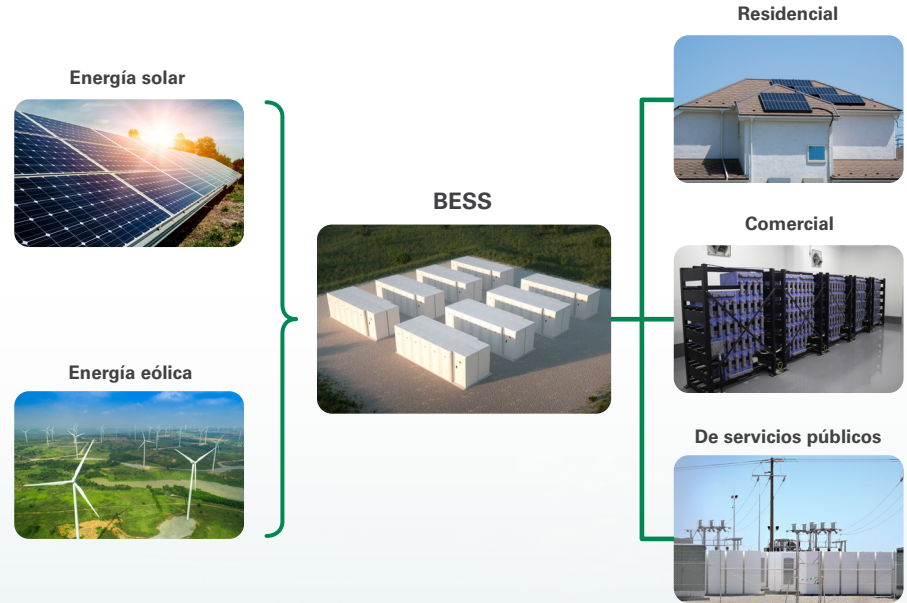 Residencial
Energía solar
BESS
Comercial
Energía eólica
De servicios públicos